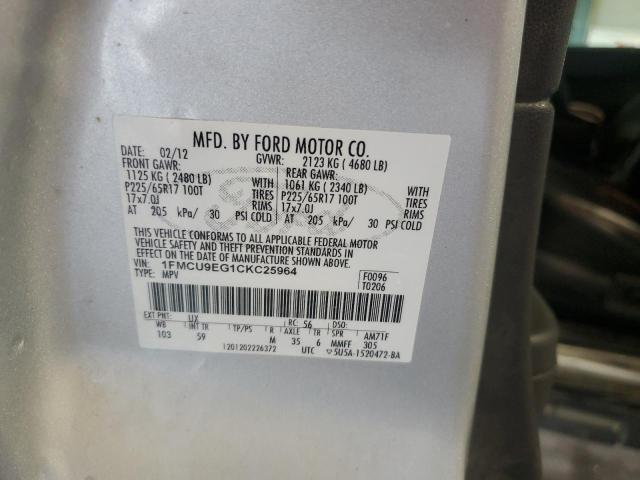 MFD. BY FORD MOTOR CO.
DATE: 02/12 GVWR: 2123 KG ( 4680 LB)
FRONT GAWR: REAR GAWR:
1125 KG ( 2480 LB) WITH 1061 KG ( 2340 LB) WITH
P225/65R17 100T TIRES P225/65R17 100T TIRES
17x7.0J RIMS 17x7.0J RIMS
AT 205 kPa/ 30 PSI COLD AT 205 kPa/ 30 PSI COLD
THIS VEHICLE CONFORMS TO ALL APPLICABLE FEDERAL MOTOR
VEHICLE SAFETY AND THEFT PREVENTION STANDARDS IN
EFFECT ON THE DATE OF MANUFACTURE SHOWN ABOVE.
VIN: 1FMCU9EG1CKC25964 F0096
TYPE: MPV T0206
EXT PNT: UX RC: 56 DSO:
WB INT TR TP/PS R AXLE TR SPR AM71F
103 59 M 35 6 MMFF 305
1201202226372 UTC 5U5A-1520472-BA
Ford